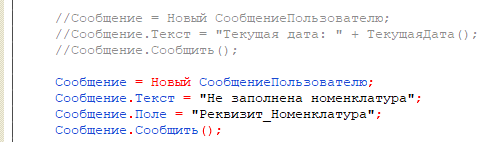 //Сообщение = Новый СообщениеПользователю;
//Сообщение.Текст = "Текущая дата: " + ТекущаяДата();
//Сообщение.Сообщить();
Сообщение = Новый СообщениеПользователю;
Сообщение.Текст = "Не заполнена номенклатура";
Сообщение.Поле = "Реквизит_Номенклатура";
Сообщение.Сообщить();